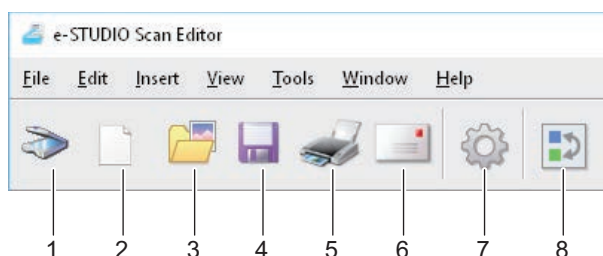 e-STUDIO Scan Editor
File Edit Insert View Tools Window Help
1 2 3 4 5 6 7 8